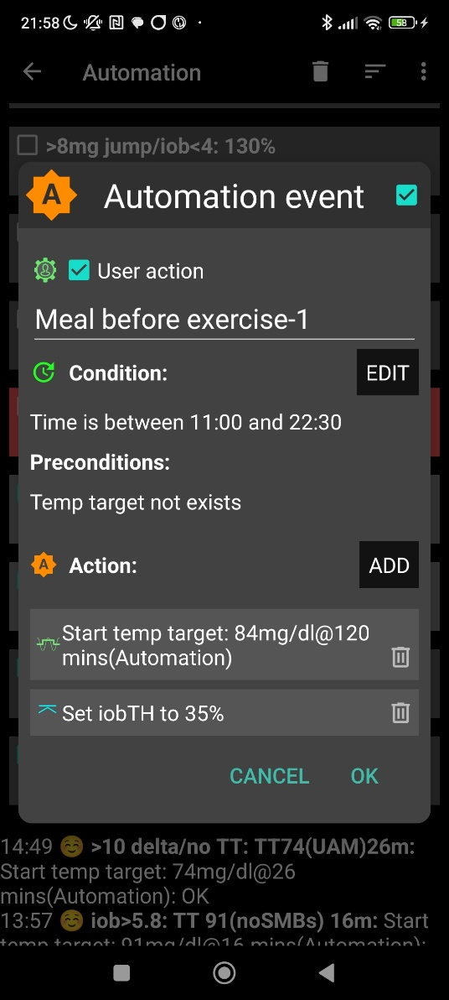 21:58
58
Automation
>8mg jump/iob<4: 130%
A
Automation event
User action
Meal before exercise-1
Condition:
EDIT
Time is between 11:00 and 22:30
Preconditions:
Temp target not exists
A
Action:
ADD
Start temp target: 84mg/dl@120
mins(Automation)
Set iobTH to 35%
CANCEL
OK
14:49 ☺️ >10 delta/no TT: TT74(UAM)26m:
Start temp target: 74mg/dl@26
mins(Automation): OK
13:57 ☺️ iob>5.8: TT 91(noSMBs) 16m: Start
temp target: 91mg/dl@16 mins(Automation):